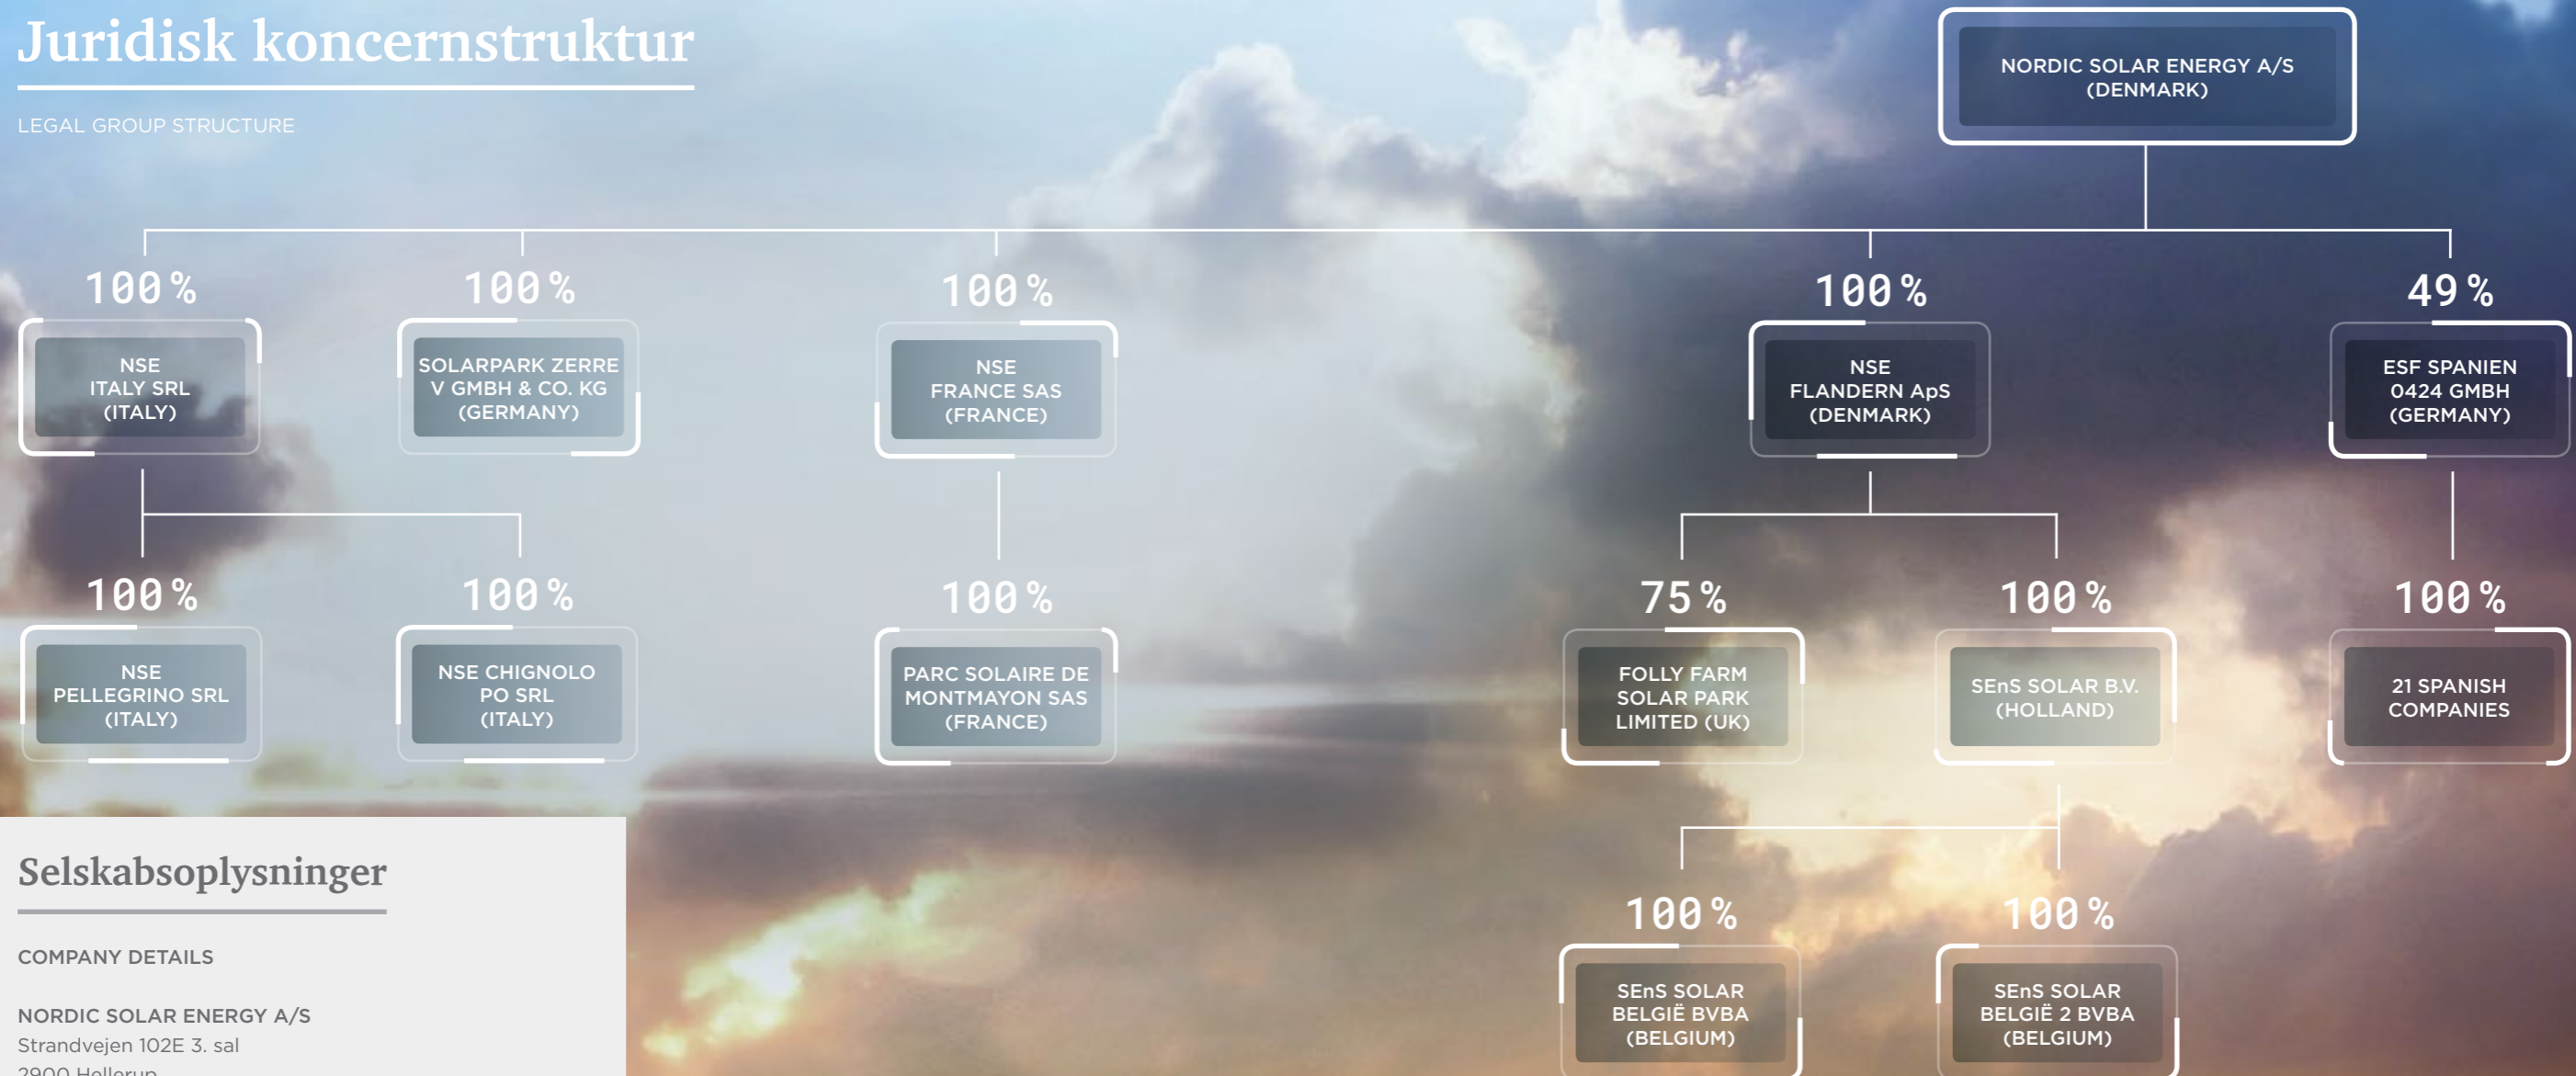 Juridisk koncernstruktur
LEGAL GROUP STRUCTURE
NORDIC SOLAR ENERGY A/S
(DENMARK)
100 %
NSE
ITALY SRL
(ITALY)
100 %
SOLARPARK ZERRE
V GMBH & CO. KG
(GERMANY)
100 %
NSE
FRANCE SAS
(FRANCE)
100 %
NSE
FLANDERN ApS
(DENMARK)
49 %
ESF SPANIEN
0424 GMBH
(GERMANY)
100 %
NSE
PELLEGRINO SRL
(ITALY)
100 %
NSE CHIGNOLO
PO SRL
(ITALY)
100 %
PARC SOLAIRE DE
MONTMAYON SAS
(FRANCE)
75 %
FOLLY FARM
SOLAR PARK
LIMITED (UK)
100 %
SEnS SOLAR B.V.
(HOLLAND)
100 %
21 SPANISH
COMPANIES
100 %
SEnS SOLAR
BELGIË BVBA
(BELGIUM)
100 %
SEnS SOLAR
BELGIË 2 BVBA
(BELGIUM)
Selskabsoplysninger
COMPANY DETAILS
NORDIC SOLAR ENERGY A/S
Strandvejen 102E 3. sal
2900 Hellerup